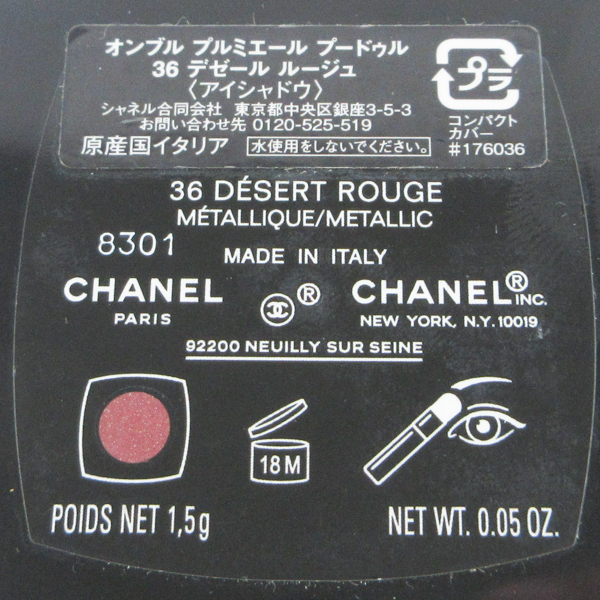 オンブル プルミエール プードゥル
36 デゼール ルージュ
〈アイシャドウ〉
シャネル合同会社 東京都中央区銀座3-5-3
お問い合わせ先 0120-525-519
原産国イタリア 水使用をしないでください。
プラ
コンパクト
カバー
#176036
36 DÉSERT ROUGE
MÉTALLIQUE/METALLIC
8301
MADE IN ITALY
CHANEL
PARIS
®
CHANEL® INC.
NEW YORK, N.Y. 10019
92200 NEUILLY SUR SEINE
18M
POIDS NET 1,5g
NET WT. 0.05 OZ.